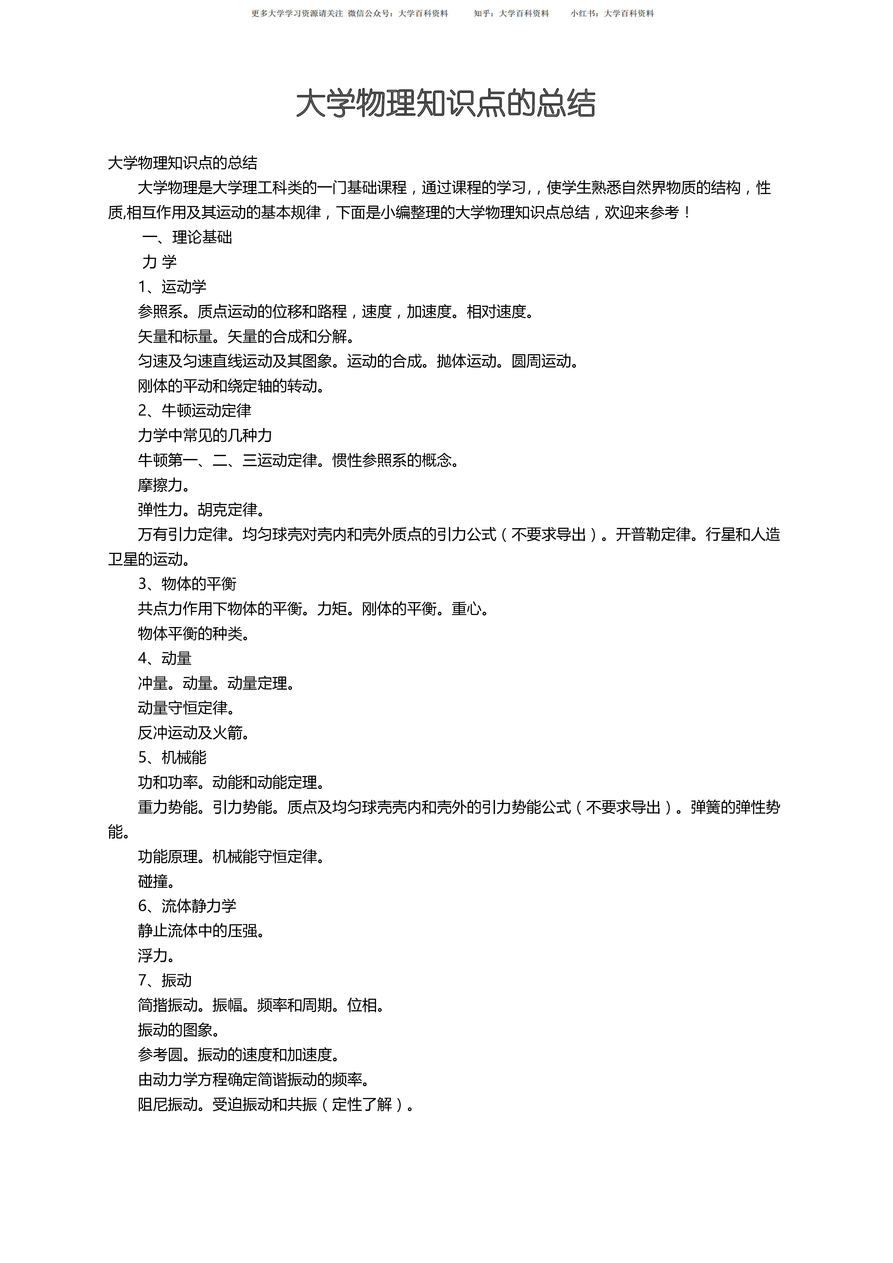 更多大学学习资源请关注 微信公众号：大学百科资料 知乎：大学百科资料 小红书：大学百科资料
大学物理知识点的总结
大学物理知识点的总结
大学物理是大学理工科类的一门基础课程，通过课程的学习，，使学生熟悉自然界物质的结构，性
质,相互作用及其运动的基本规律，下面是小编整理的大学物理知识点总结，欢迎来参考！
一、理论基础
力 学
1、运动学
参照系。质点运动的位移和路程，速度，加速度。相对速度。
矢量和标量。矢量的合成和分解。
匀速及匀速直线运动及其图象。运动的合成。抛体运动。圆周运动。
刚体的平动和绕定轴的转动。
2、牛顿运动定律
力学中常见的几种力
牛顿第一、二、三运动定律。惯性参照系的概念。
摩擦力。
弹性力。胡克定律。
万有引力定律。均匀球壳对壳内和壳外质点的引力公式（不要求导出）。开普勒定律。行星和人造
卫星的运动。
3、物体的平衡
共点力作用下物体的平衡。力矩。刚体的平衡。重心。
物体平衡的种类。
4、动量
冲量。动量。动量定理。
动量守恒定律。
反冲运动及火箭。
5、机械能
功和功率。动能和动能定理。
重力势能。引力势能。质点及均匀球壳壳内和壳外的引力势能公式（不要求导出）。弹簧的弹性势
能。
功能原理。机械能守恒定律。
碰撞。
6、流体静力学
静止流体中的压强。
浮力。
7、振动
简揩振动。振幅。频率和周期。位相。
振动的图象。
参考圆。振动的速度和加速度。
由动力学方程确定简谐振动的频率。
阻尼振动。受迫振动和共振（定性了解）。